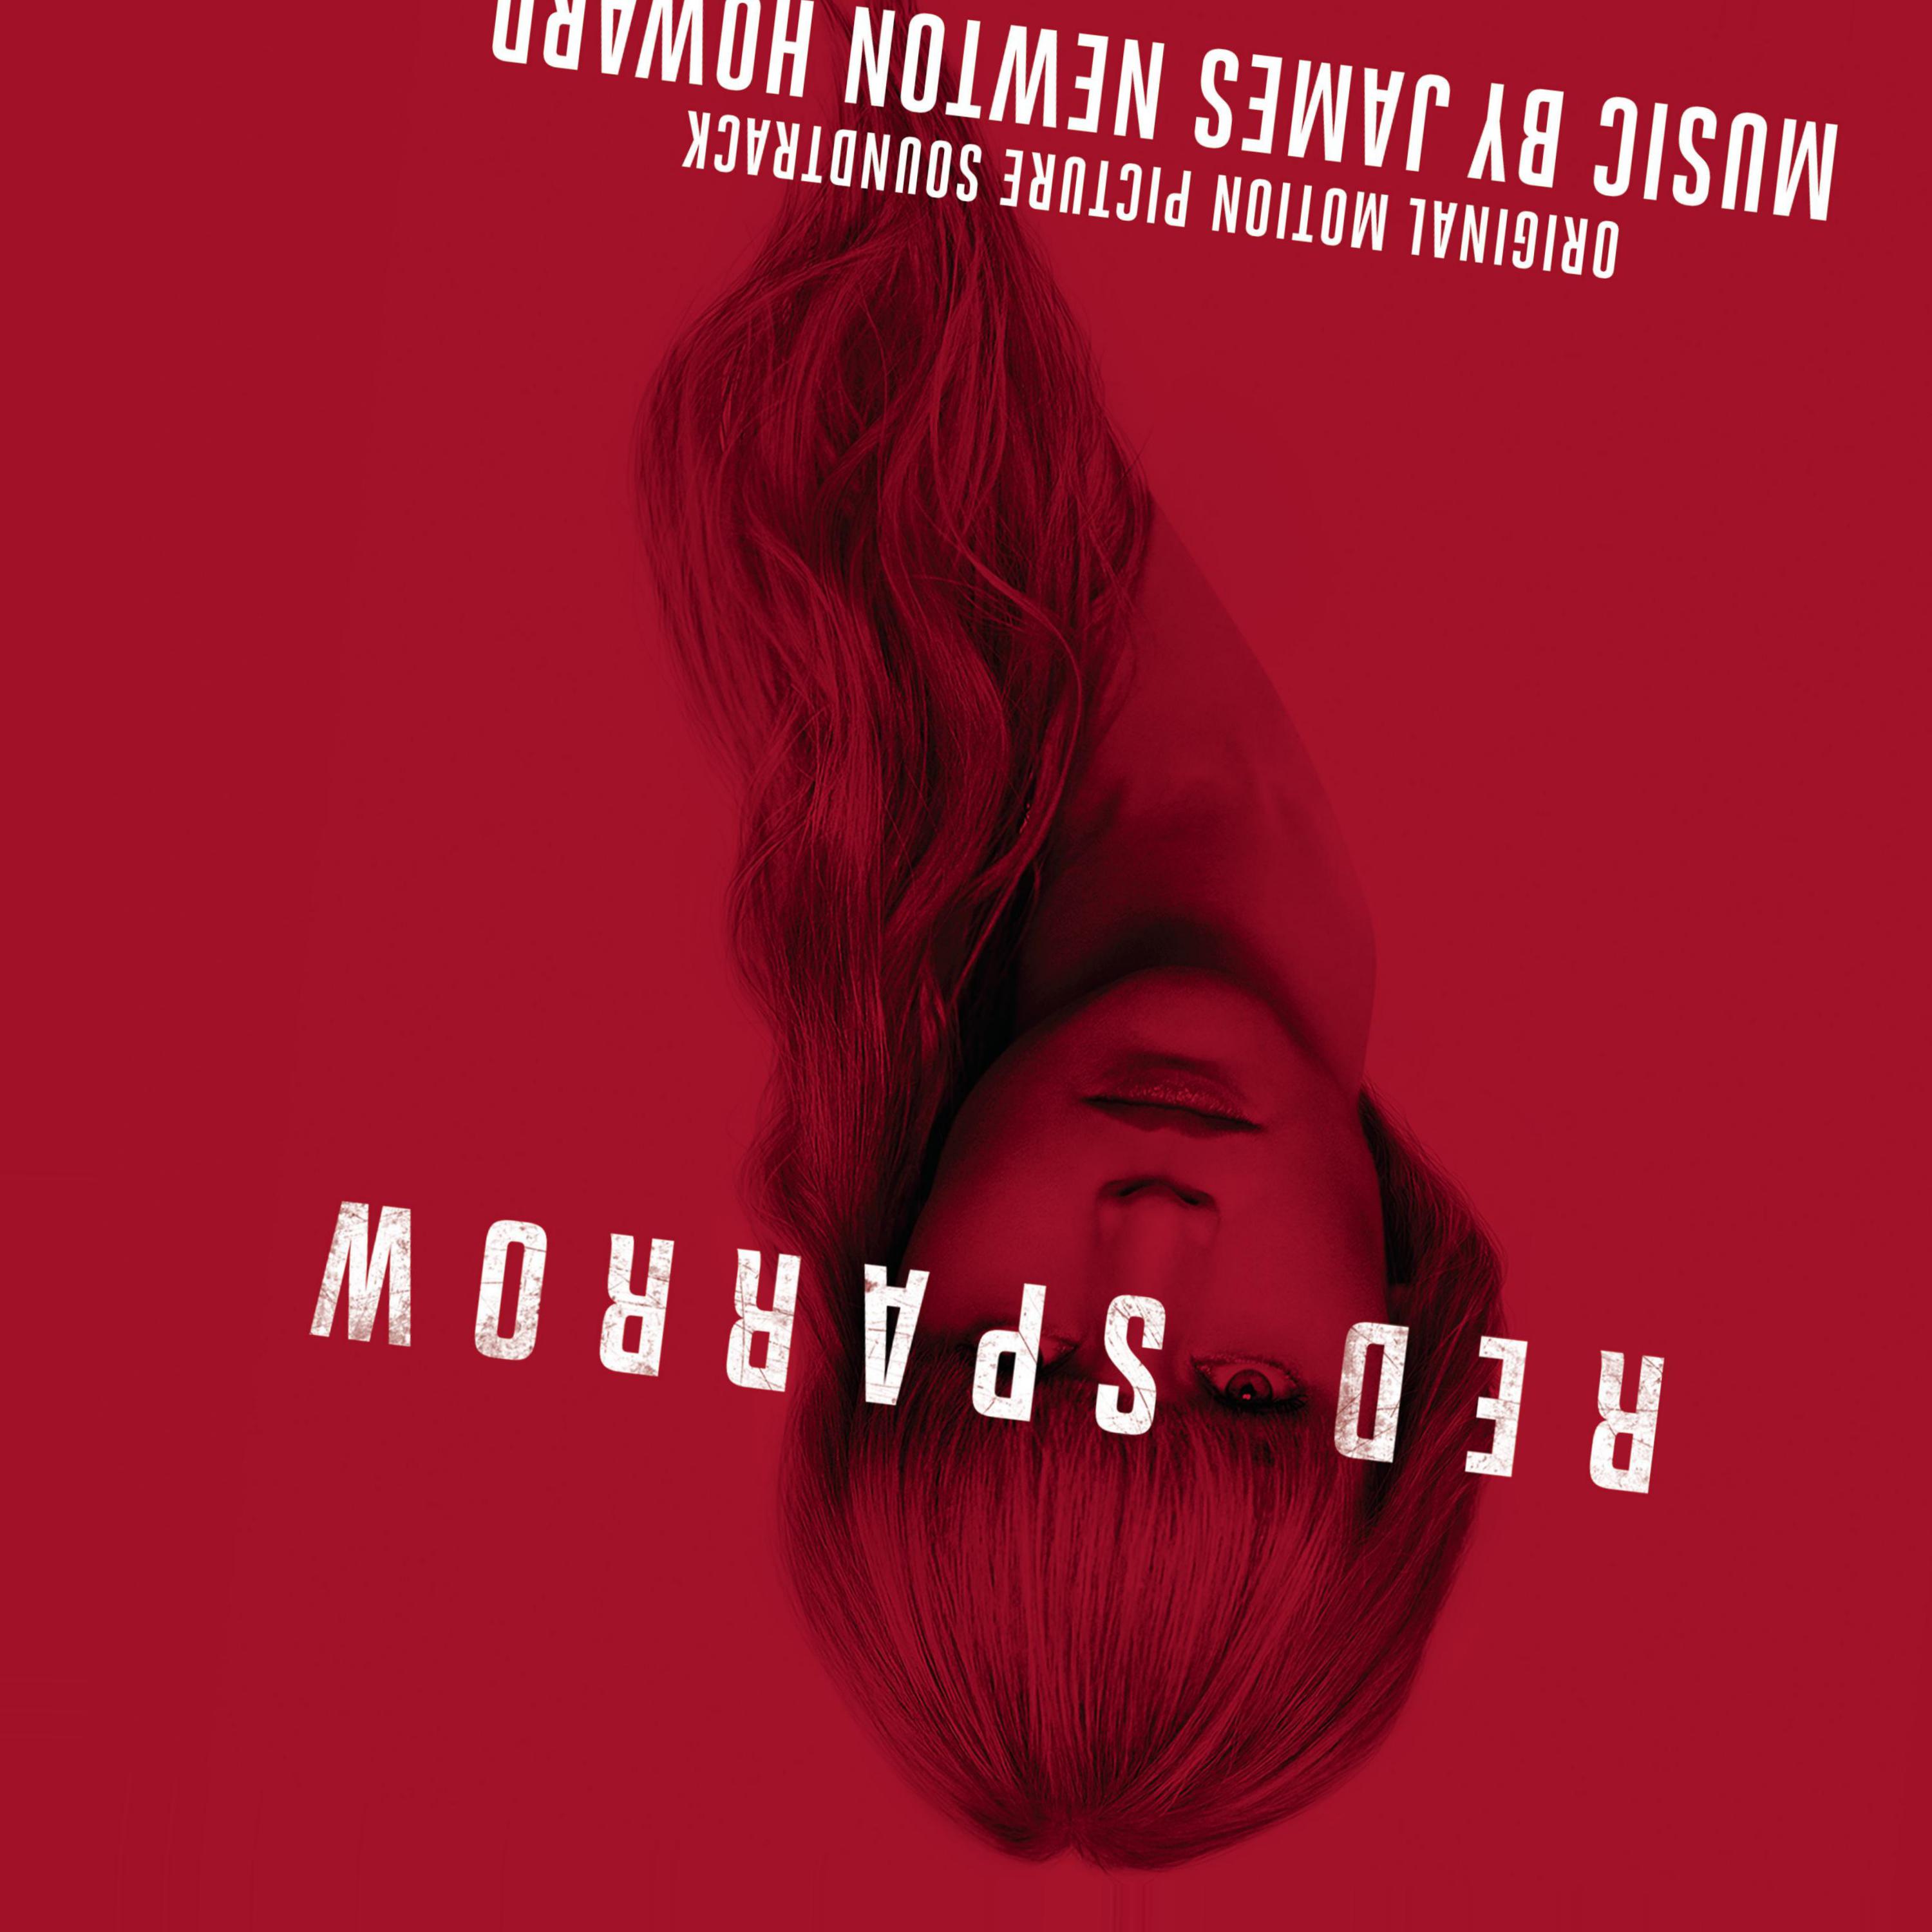 RED SPARROW
ORIGINAL MOTION PICTURE SOUNDTRACK
MUSIC BY JAMES NEWTON HOWARD